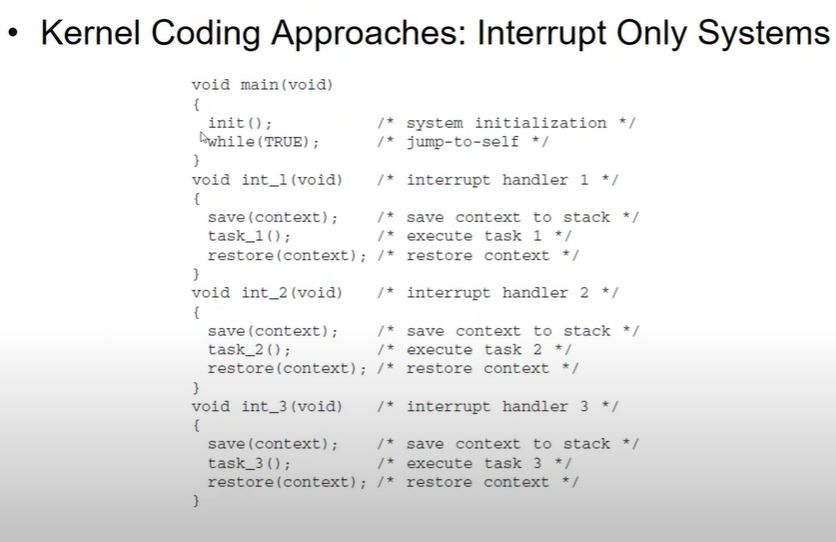 • Kernel Coding Approaches: Interrupt Only Systems
void main(void)
{
init(); /* system initialization */
while(TRUE); /* jump-to-self */
}
void int_1(void) /* interrupt handler 1 */
{
save(context); /* save context to stack */
task_1(); /* execute task 1 */
restore(context); /* restore context */
}
void int_2(void) /* interrupt handler 2 */
{
save(context); /* save context to stack */
task_2(); /* execute task 2 */
restore(context); /* restore context */
}
void int_3(void) /* interrupt handler 3 */
{
save(context); /* save context to stack */
task_3(); /* execute task 3 */
restore(context); /* restore context */
}